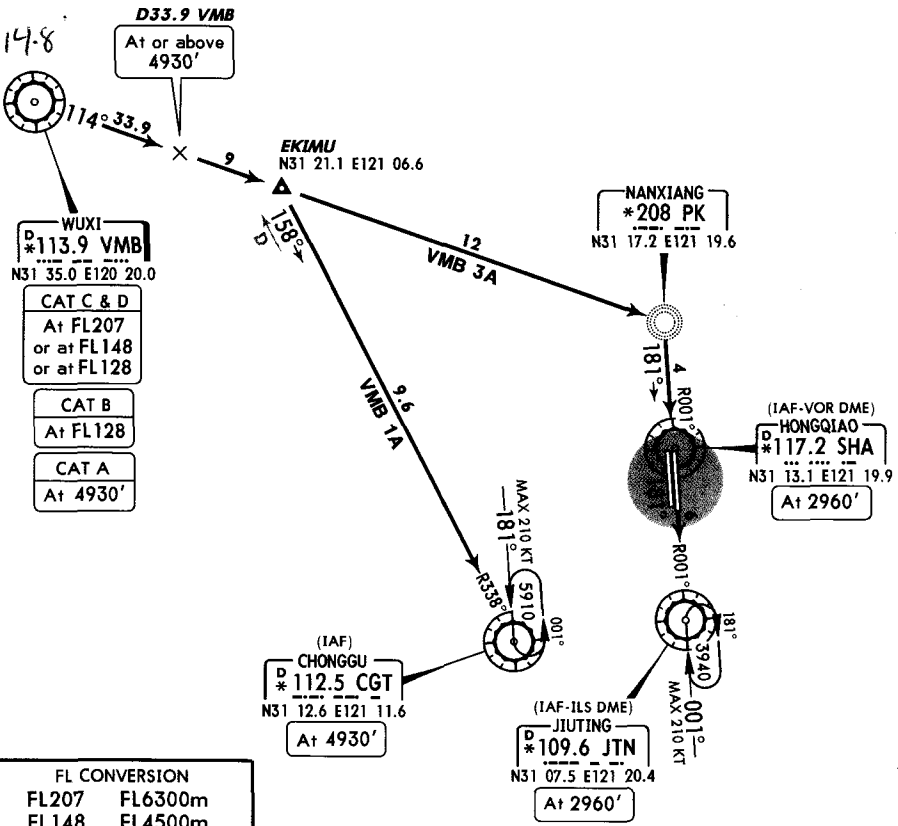 D33.9 VMB
At or above
4930'
14.8
114° 33.9
9
EKIMU
N31 21.1 E121 06.6
NANXIANG
*208 PK
N31 17.2 E121 19.6
WUXI
D
*113.9 VMB
N31 35.0 E120 20.0
CAT C & D
At FL207
or at FL148
or at FL128
CAT B
At FL128
CAT A
At 4930'
158°
D
12
VMB 3A
9.6
VMB 1A
181°
4
R001°
(IAF-VOR DME)
HONGQIAO
D
*117.2 SHA
N31 13.1 E121 19.9
At 2960'
6
R001°
MAX 210 KT
181°
R338°
5910
001°
(IAF)
CHONGGU
D
*112.5 CGT
N31 12.6 E121 11.6
At 4930'
181°
3940
001°
MAX 210 KT
(IAF-ILS DME)
JIUTING
D
*109.6 JTN
N31 07.5 E121 20.4
At 2960'
FL CONVERSION
FL207 FL6300m
FL148 FL4500m